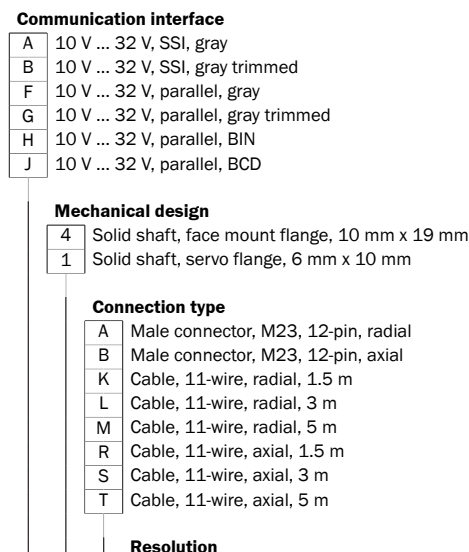 Communication interface
A 10 V ... 32 V, SSI, gray
B 10 V ... 32 V, SSI, gray trimmed
F 10 V ... 32 V, parallel, gray
G 10 V ... 32 V, parallel, gray trimmed
H 10 V ... 32 V, parallel, BIN
J 10 V ... 32 V, parallel, BCD
Mechanical design
4 Solid shaft, face mount flange, 10 mm x 19 mm
1 Solid shaft, servo flange, 6 mm x 10 mm
Connection type
A Male connector, M23, 12-pin, radial
B Male connector, M23, 12-pin, axial
K Cable, 11-wire, radial, 1.5 m
L Cable, 11-wire, radial, 3 m
M Cable, 11-wire, radial, 5 m
R Cable, 11-wire, axial, 1.5 m
S Cable, 11-wire, axial, 3 m
T Cable, 11-wire, axial, 5 m
Resolution